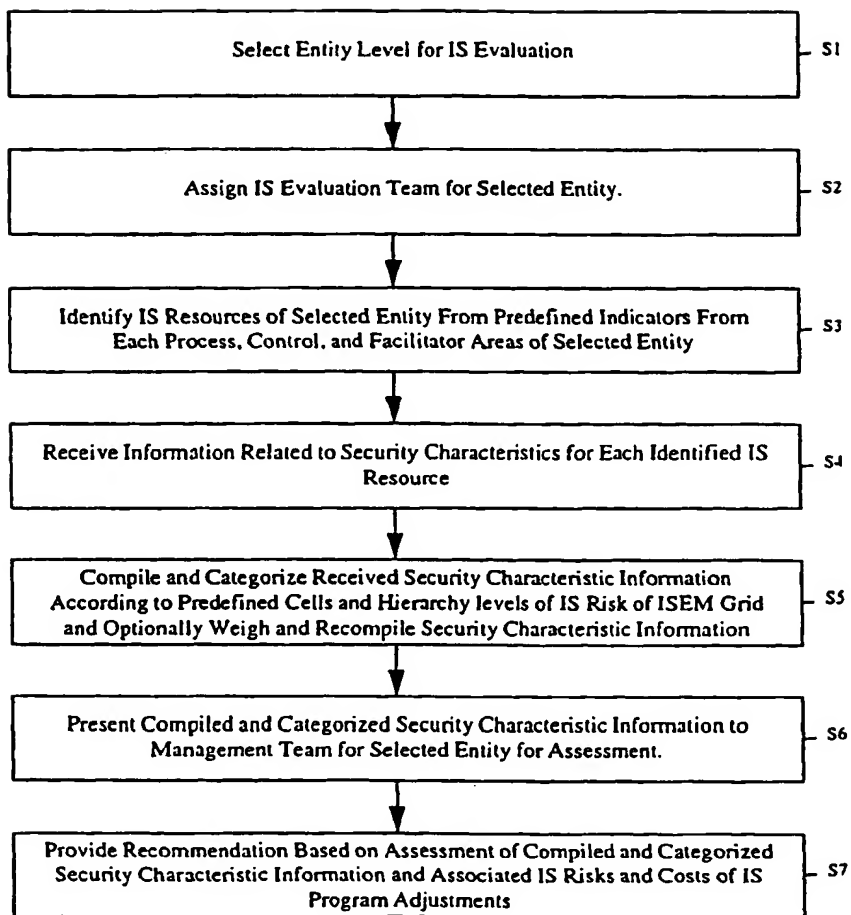 Select Entity Level for IS Evaluation
S1
Assign IS Evaluation Team for Selected Entity.
S2
Identify IS Resources of Selected Entity From Predefined Indicators From
Each Process, Control, and Facilitator Areas of Selected Entity
S3
Receive Information Related to Security Characteristics for Each Identified IS
Resource
S4
Compile and Categorize Received Security Characteristic Information
According to Predefined Cells and Hierarchy levels of IS Risk of ISEM Grid
and Optionally Weigh and Recompile Security Characteristic Information
S5
Present Compiled and Categorized Security Characteristic Information to
Management Team for Selected Entity for Assessment.
S6
Provide Recommendation Based on Assessment of Compiled and Categorized
Security Characteristic Information and Associated IS Risks and Costs of IS
Program Adjustments
S7